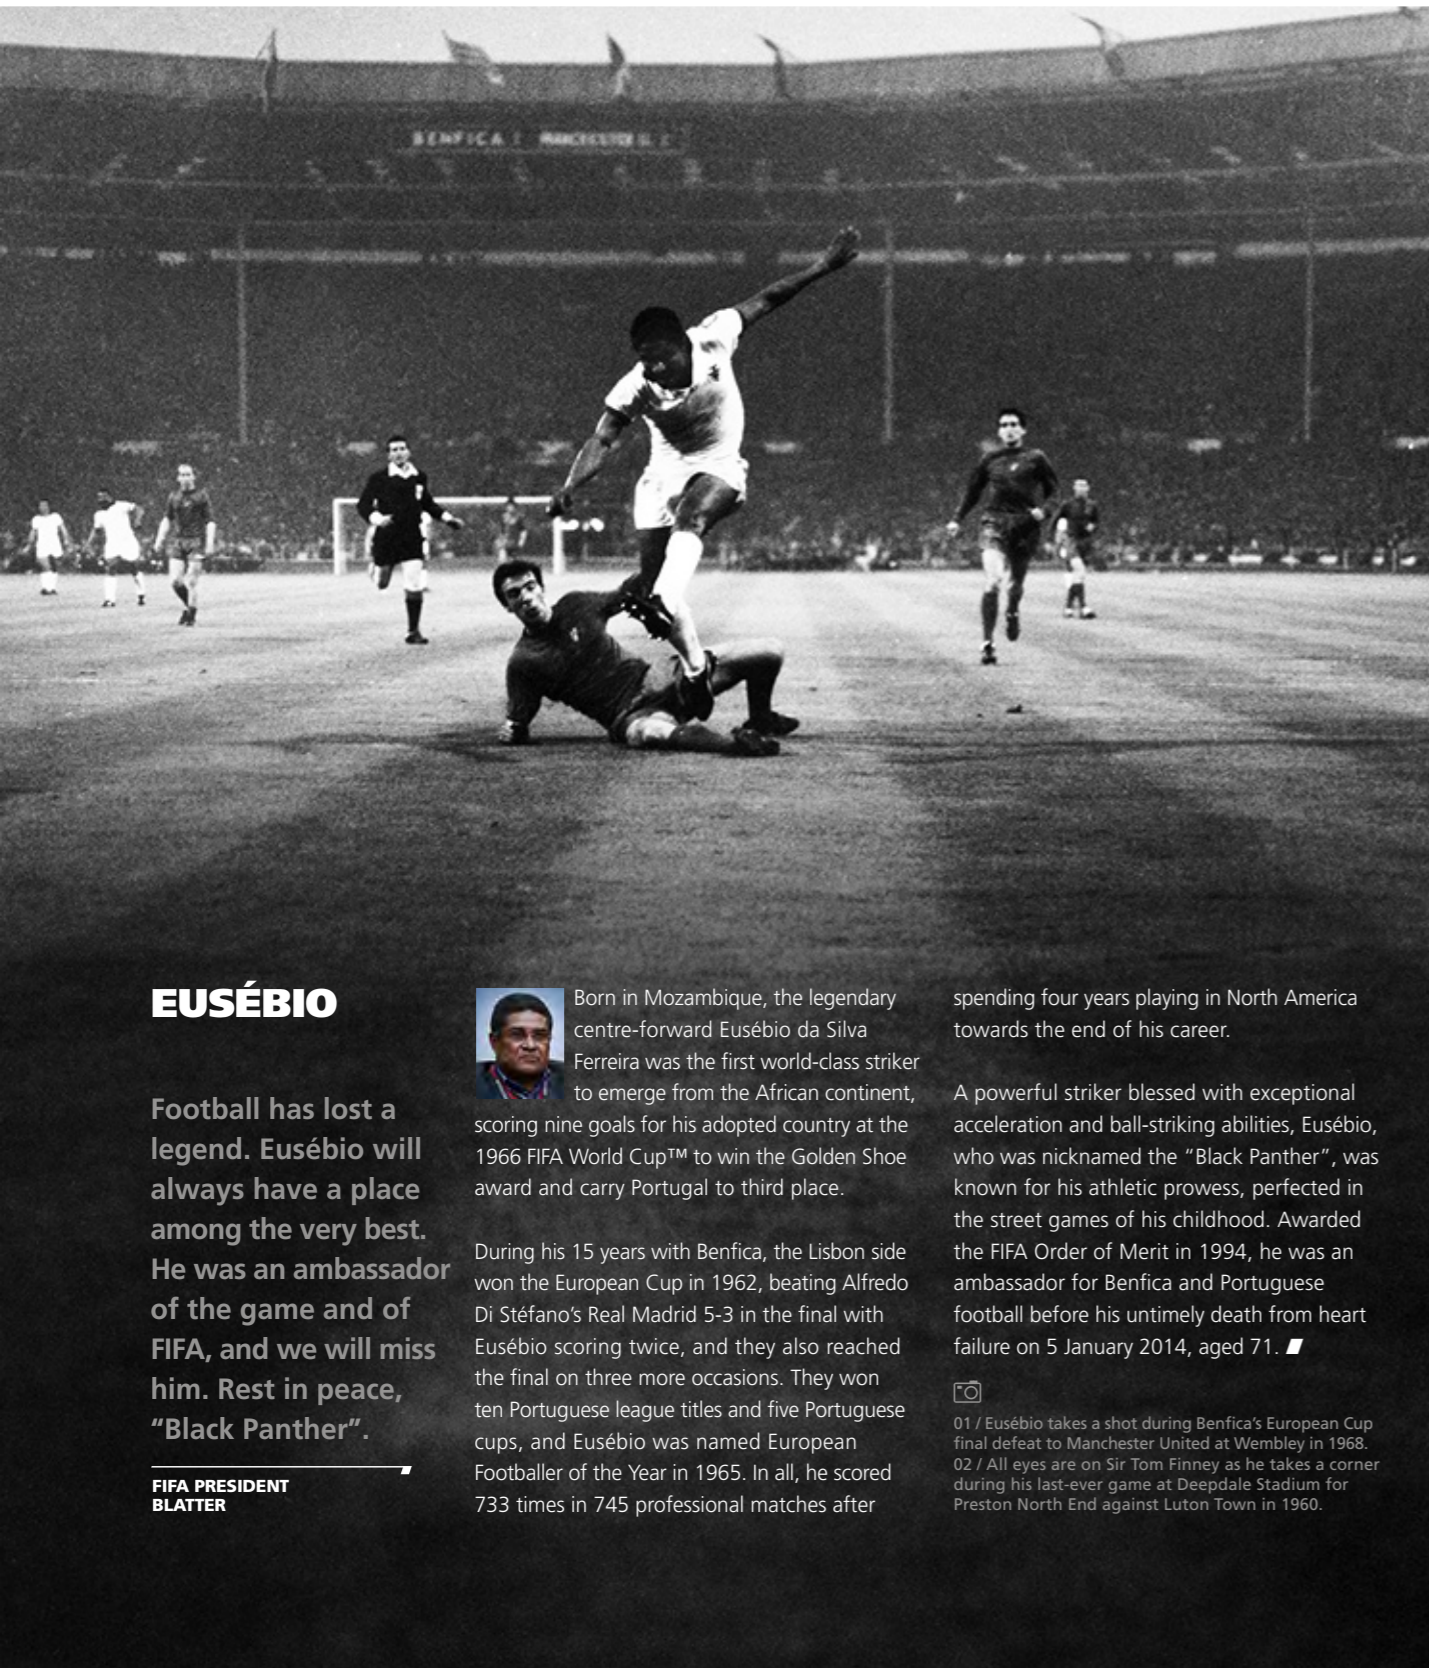 BENFICA 1 MANCHESTER U. 1
EUSÉBIO
Football has lost a
legend. Eusébio will
always have a place
among the very best.
He was an ambassador
of the game and of
FIFA, and we will miss
him. Rest in peace,
“Black Panther”.
FIFA PRESIDENT
BLATTER
Born in Mozambique, the legendary
centre-forward Eusébio da Silva
Ferreira was the first world-class striker
to emerge from the African continent,
scoring nine goals for his adopted country at the
1966 FIFA World Cup™ to win the Golden Shoe
award and carry Portugal to third place.
During his 15 years with Benfica, the Lisbon side
won the European Cup in 1962, beating Alfredo
Di Stéfano’s Real Madrid 5-3 in the final with
Eusébio scoring twice, and they also reached
the final on three more occasions. They won
ten Portuguese league titles and five Portuguese
cups, and Eusébio was named European
Footballer of the Year in 1965. In all, he scored
733 times in 745 professional matches after
spending four years playing in North America
towards the end of his career.
A powerful striker blessed with exceptional
acceleration and ball-striking abilities, Eusébio,
who was nicknamed the “Black Panther”, was
known for his athletic prowess, perfected in
the street games of his childhood. Awarded
the FIFA Order of Merit in 1994, he was an
ambassador for Benfica and Portuguese
football before his untimely death from heart
failure on 5 January 2014, aged 71.
01 / Eusébio takes a shot during Benfica’s European Cup
final defeat to Manchester United at Wembley in 1968.
02 / All eyes are on Sir Tom Finney as he takes a corner
during his last-ever game at Deepdale Stadium for
Preston North End against Luton Town in 1960.